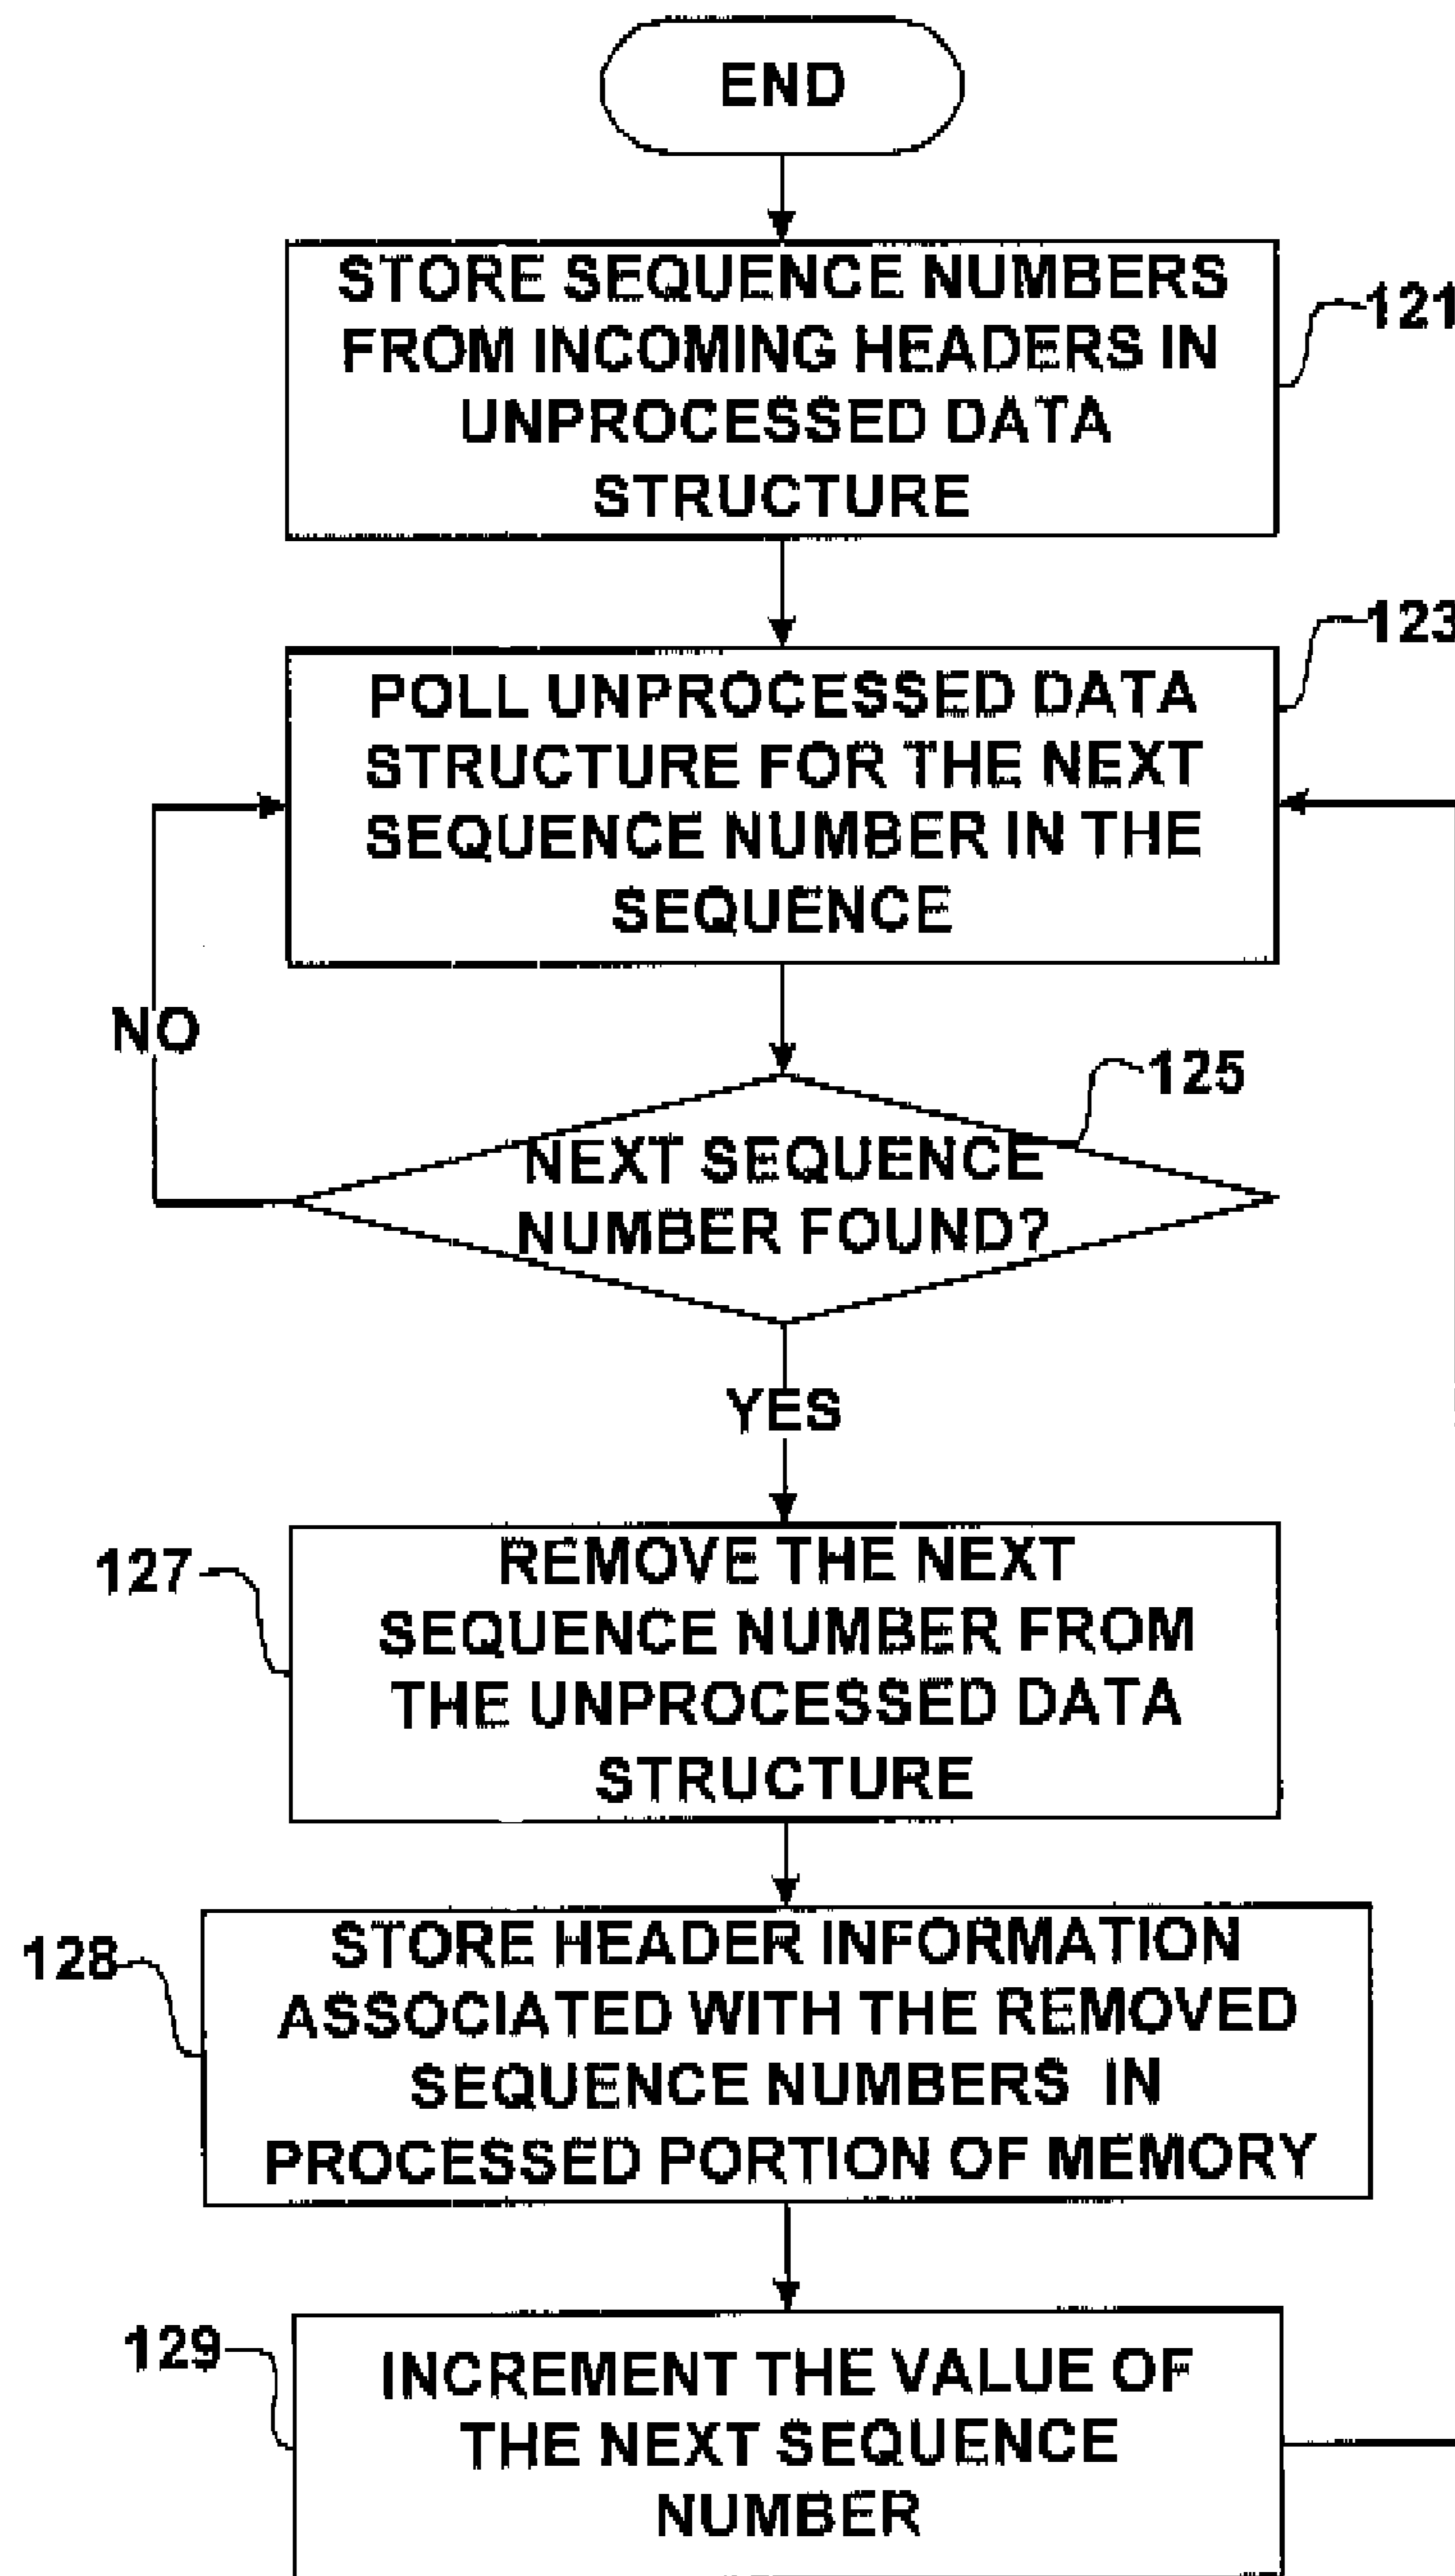 END
STORE SEQUENCE NUMBERS
FROM INCOMING HEADERS IN
UNPROCESSED DATA
STRUCTURE
121
123
POLL UNPROCESSED DATA
STRUCTURE FOR THE NEXT
SEQUENCE NUMBER IN THE
SEQUENCE
NO
125
NEXT SEQUENCE
NUMBER FOUND?
YES
127
REMOVE THE NEXT
SEQUENCE NUMBER FROM
THE UNPROCESSED DATA
STRUCTURE
128
STORE HEADER INFORMATION
ASSOCIATED WITH THE REMOVED
SEQUENCE NUMBERS IN
PROCESSED PORTION OF MEMORY
129
INCREMENT THE VALUE OF
THE NEXT SEQUENCE
NUMBER